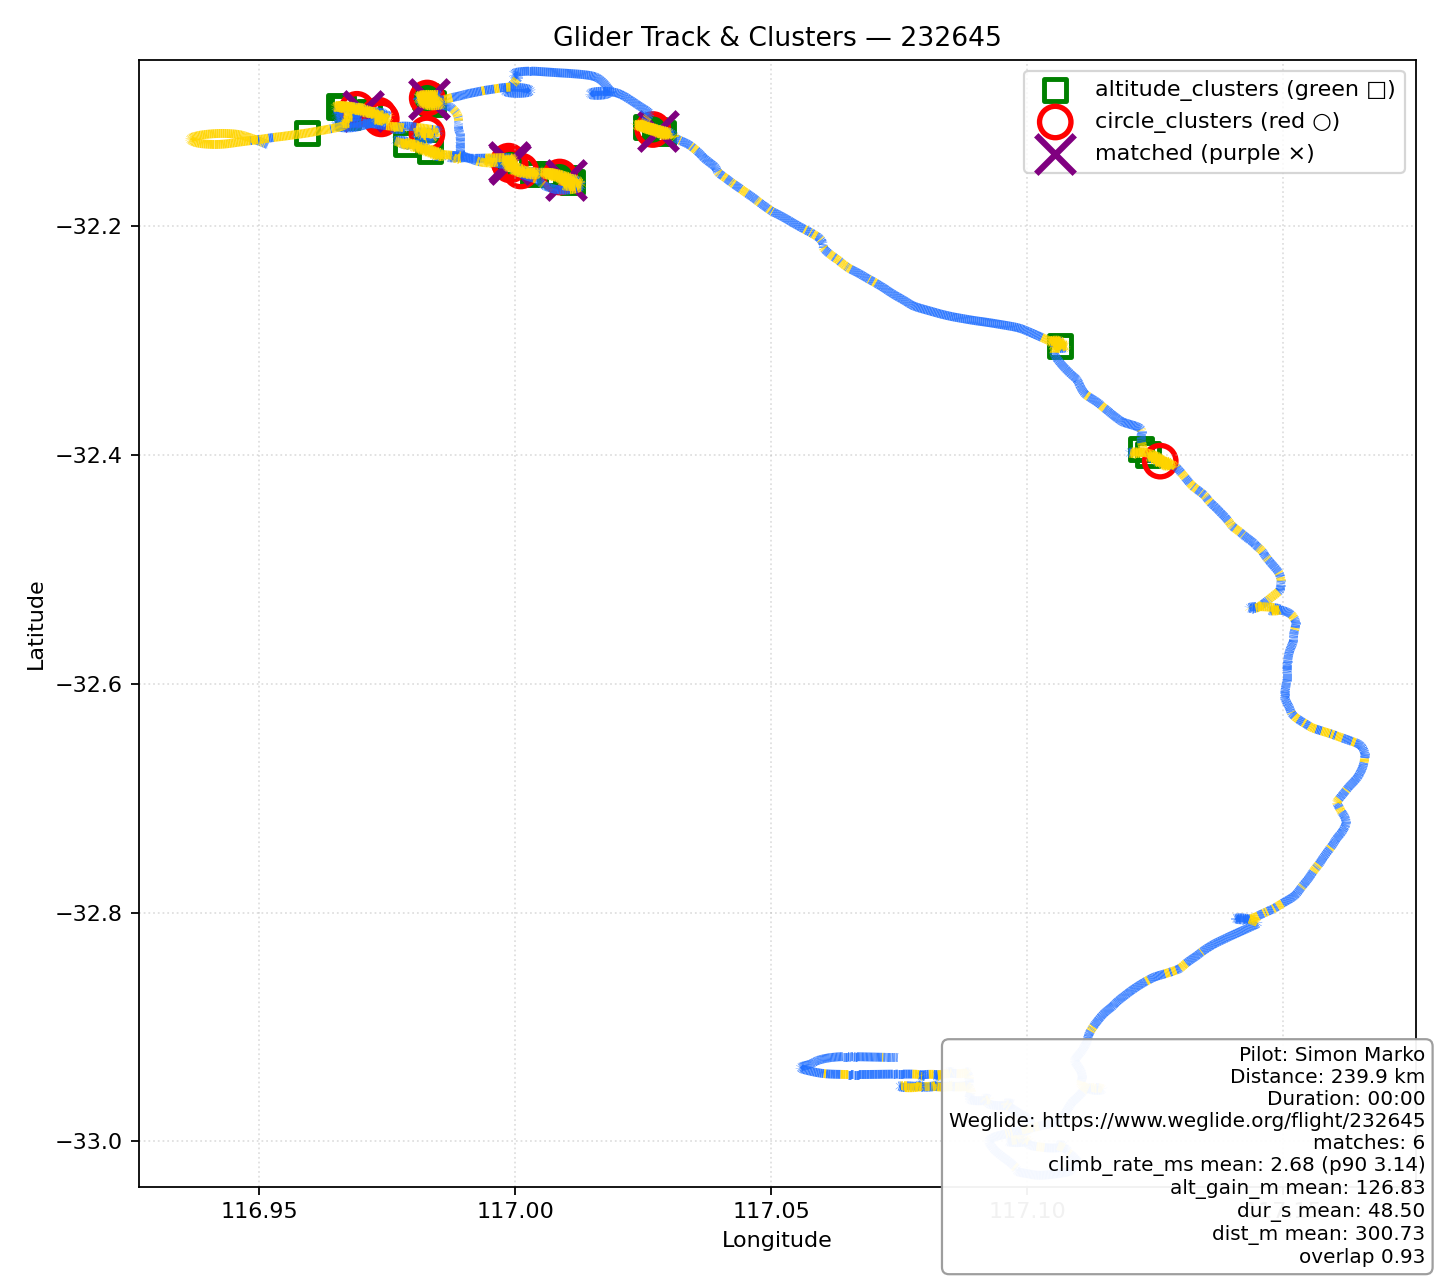 Glider Track & Clusters — 232645
altitude_clusters (green □)
circle_clusters (red ○)
matched (purple ×)
Latitude
−32.2
−32.4
−32.6
−32.8
−33.0
116.95
117.00
117.05
117.10
Longitude
Pilot: Simon Marko
Distance: 239.9 km
Duration: 00:00
Weglide: https://www.weglide.org/flight/232645
matches: 6
climb_rate_ms mean: 2.68 (p90 3.14)
alt_gain_m mean: 126.83
dur_s mean: 48.50
dist_m mean: 300.73
overlap 0.93